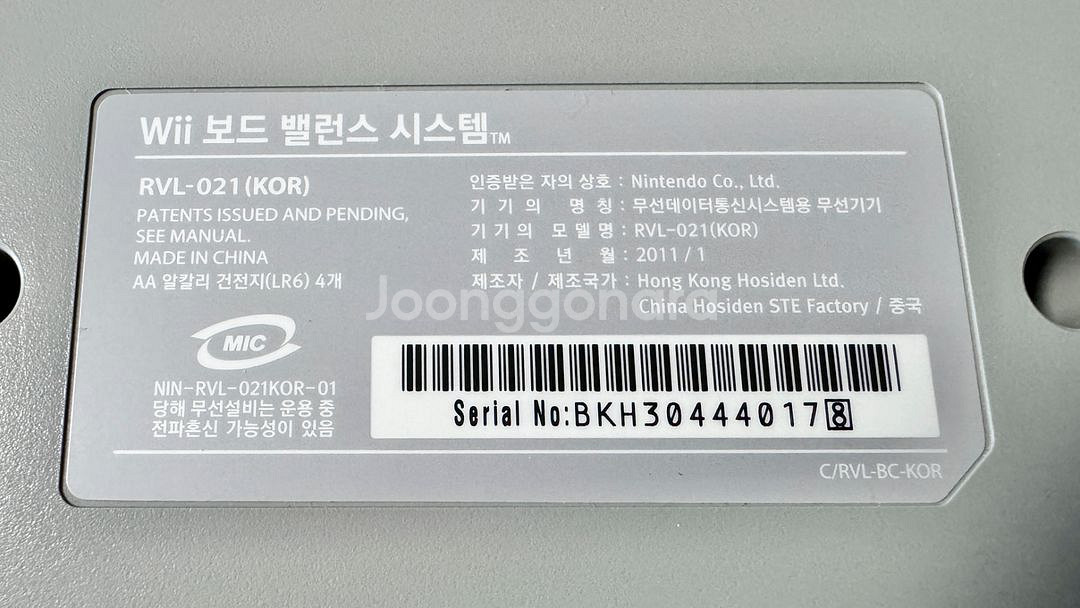 Wii 보드 밸런스 시스템TM
RVL-021(KOR)
PATENTS ISSUED AND PENDING,
SEE MANUAL.
MADE IN CHINA
AA 알칼리 건전지(LR6) 4개
인증받은 자의 상호 : Nintendo Co., Ltd.
기 기 의 명 칭 : 무선데이터통신시스템용 무선기기
기 기 의 모 델 명 : RVL-021(KOR)
제 조 년 월 : 2011 / 1
제조자 / 제조국가 : Hong Kong Hosiden Ltd.
China Hosiden STE Factory / 중국
Joonggonara
MIC
NIN-RVL-021KOR-01
당해 무선설비는 운용 중
전파혼신 가능성이 있음
Serial No:BKH304440178
C/RVL-BC-KOR